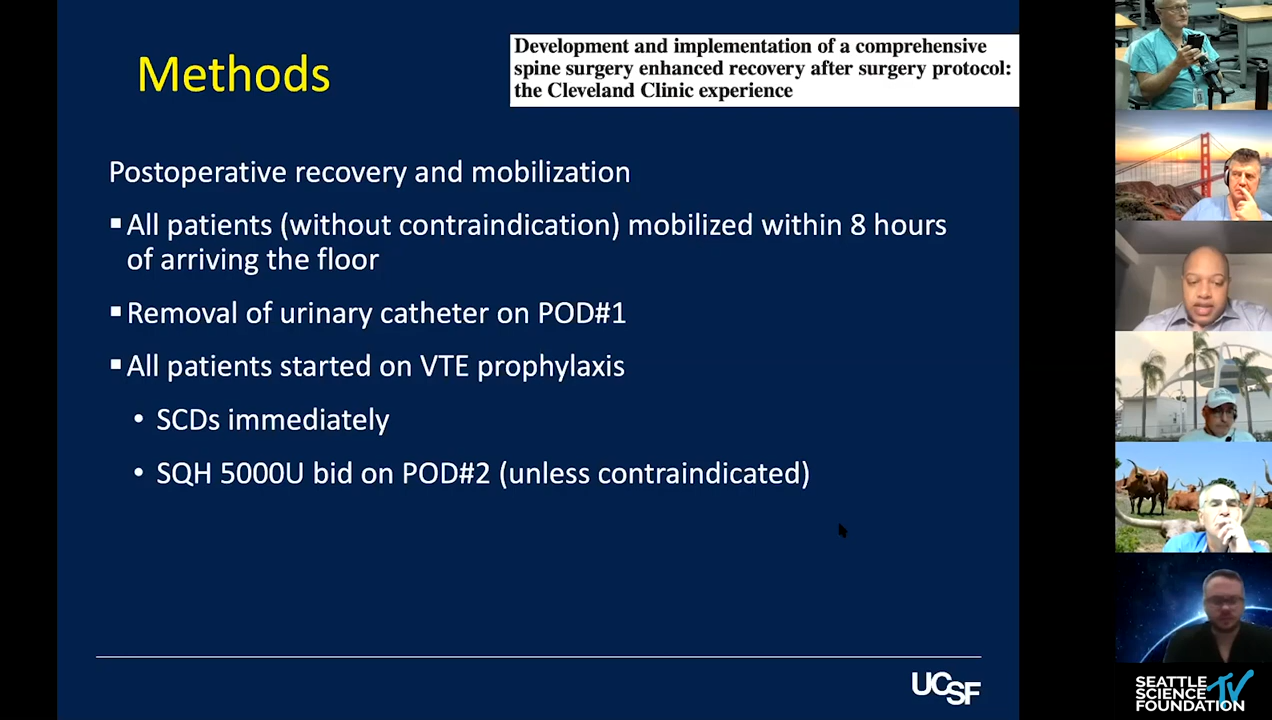 Methods
Development and implementation of a comprehensive
spine surgery enhanced recovery after surgery protocol:
the Cleveland Clinic experience
Postoperative recovery and mobilization
▪All patients (without contraindication) mobilized within 8 hours
of arriving the floor
▪Removal of urinary catheter on POD#1
▪All patients started on VTE prophylaxis
• SCDs immediately
• SQH 5000U bid on POD#2 (unless contraindicated)
UCSF
SEATTLE
SCIENCE
FOUNDATION
TV